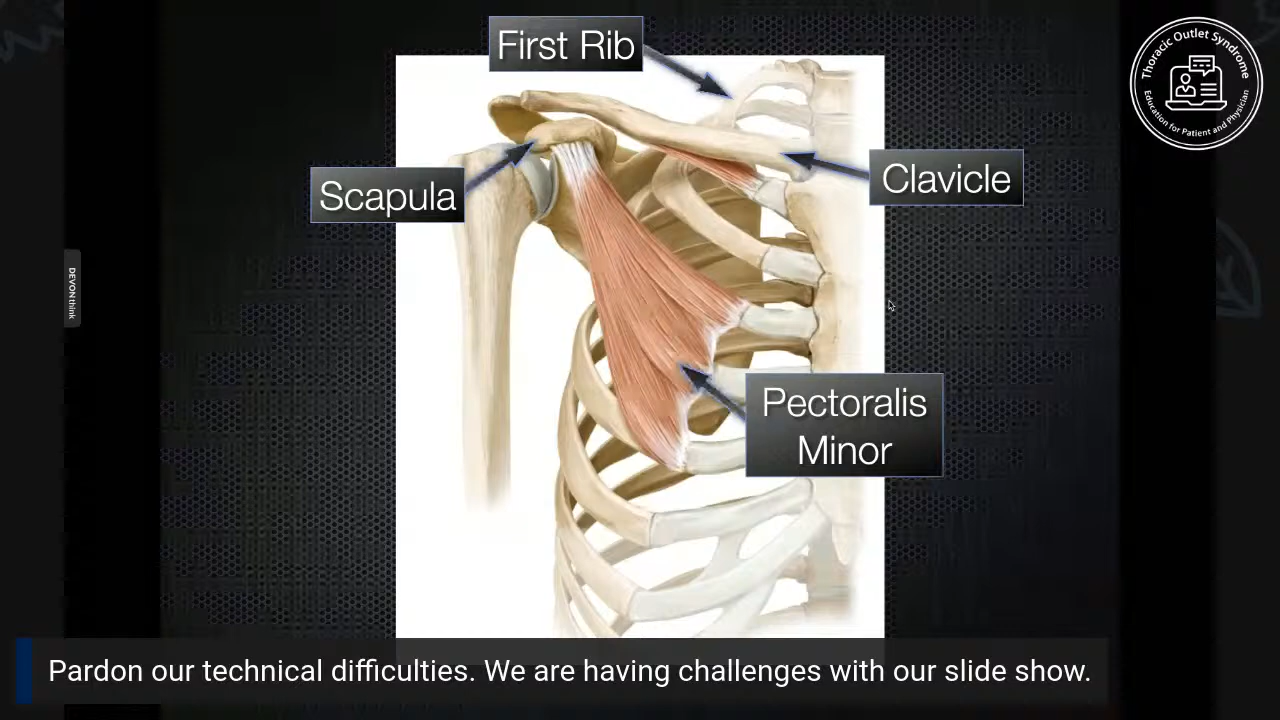 First Rib
Thoracic Outlet Syndrome
Education for Patient and Physician
Clavicle
Scapula
DEVONthink
Pectoralis
Minor
Pardon our technical difficulties. We are having challenges with our slide show.